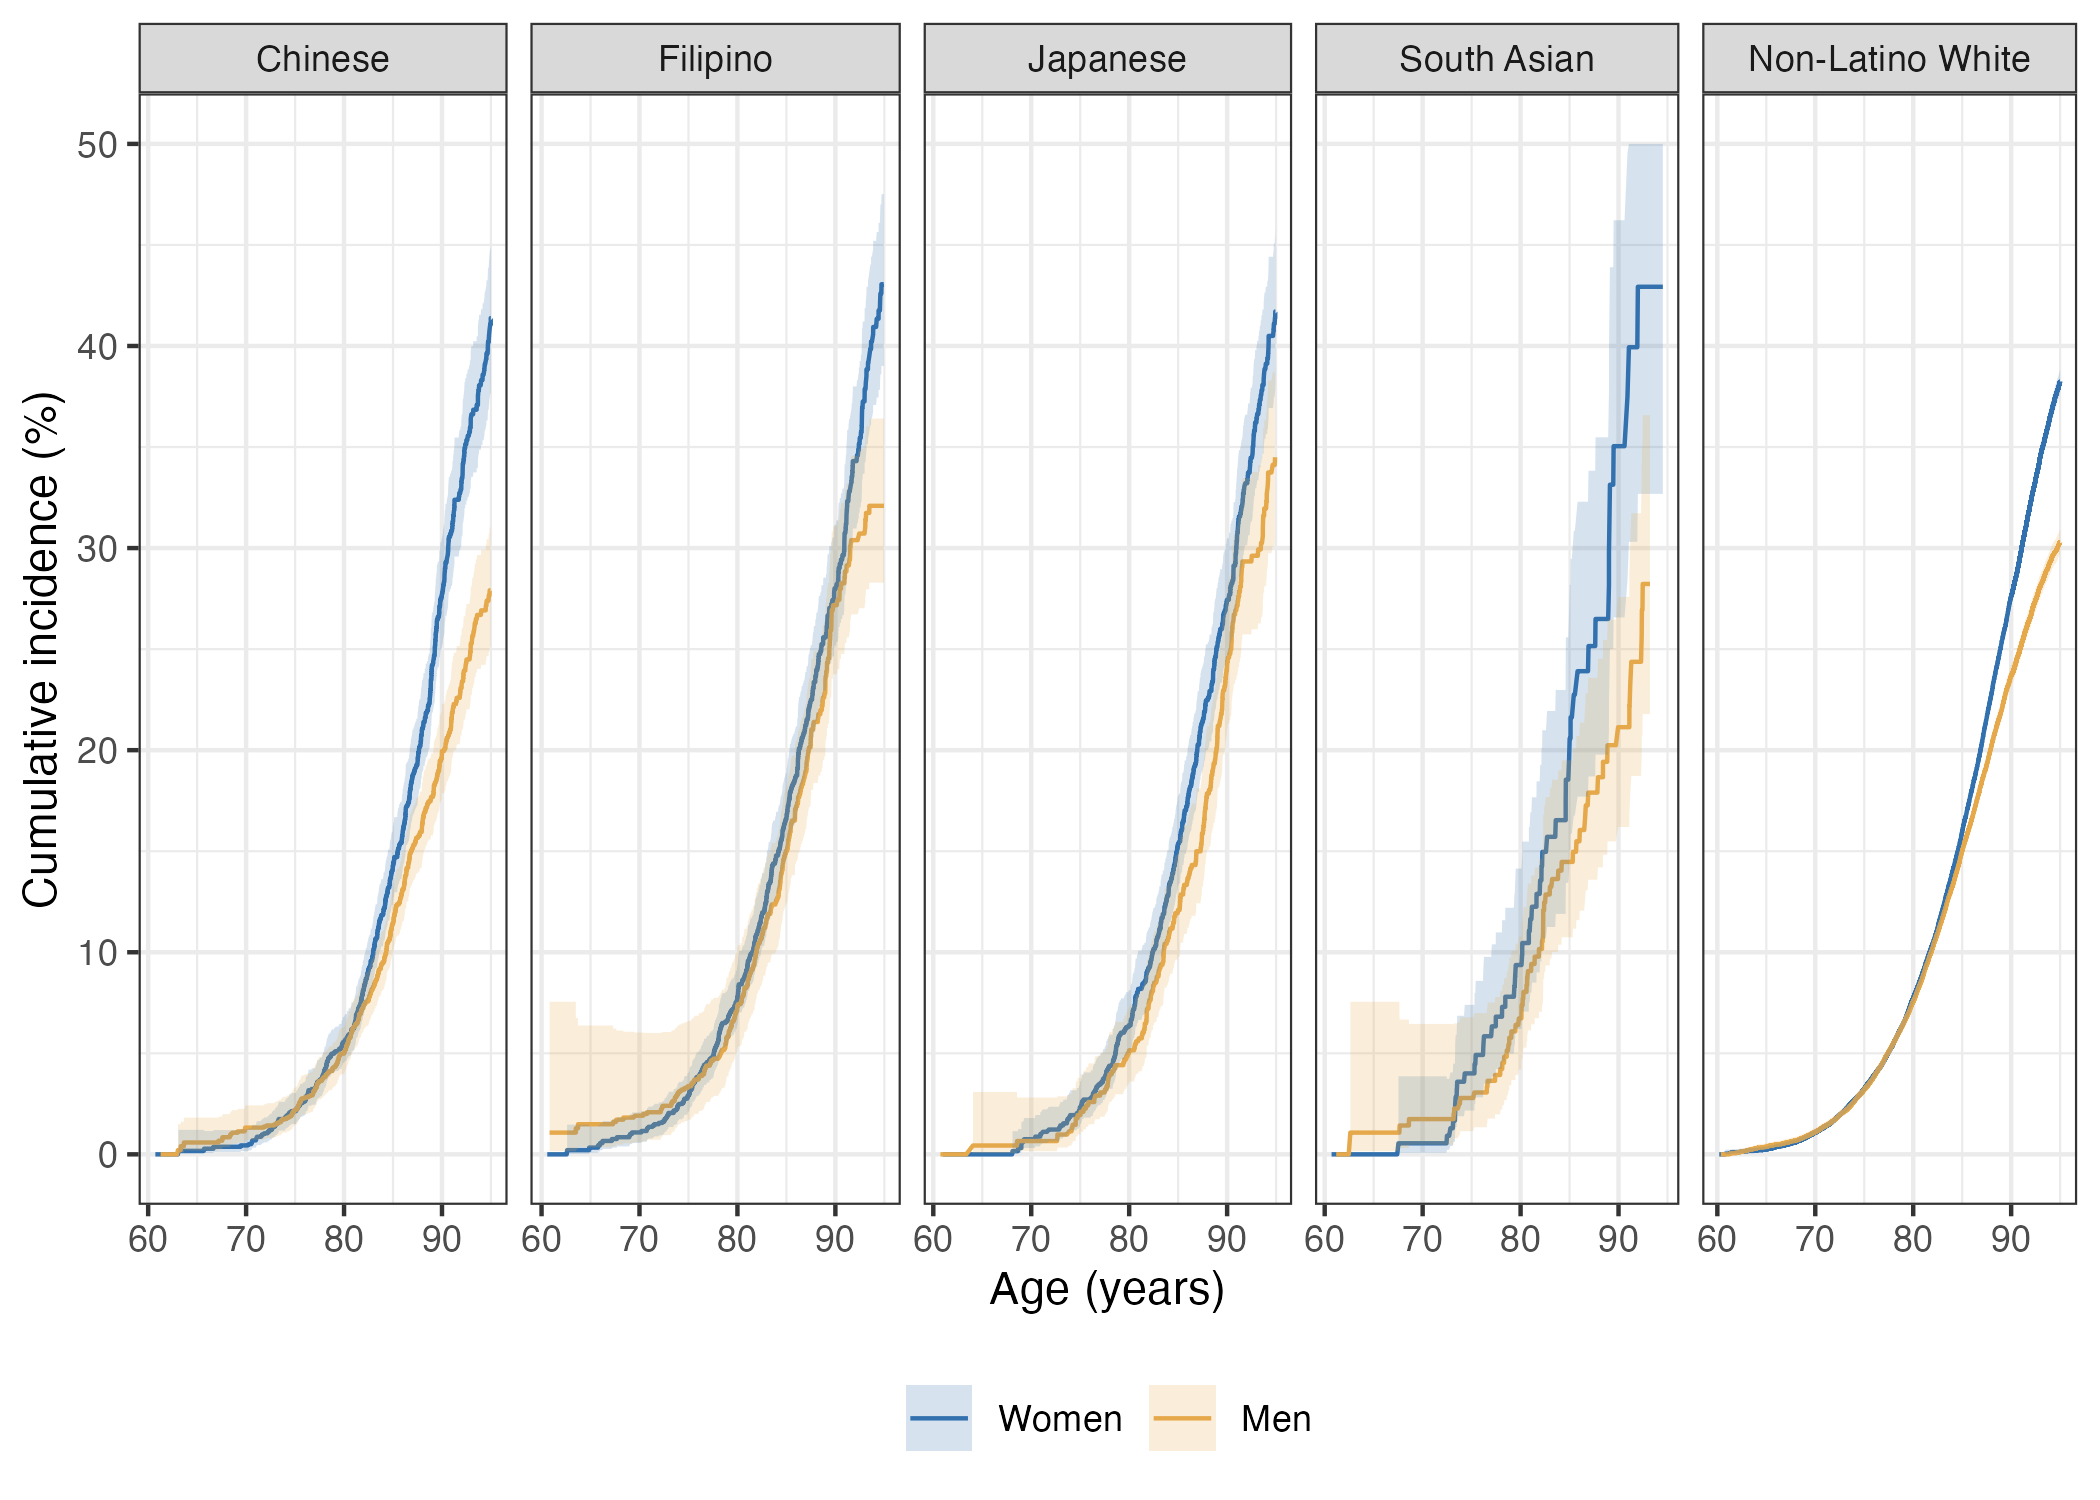 Chinese Filipino Japanese South Asian Non-Latino White
50
40
30
20
10
0
Cumulative incidence (%)
60 70 80 90 60 70 80 90 60 70 80 90 60 70 80 90 60 70 80 90
Age (years)
Women Men